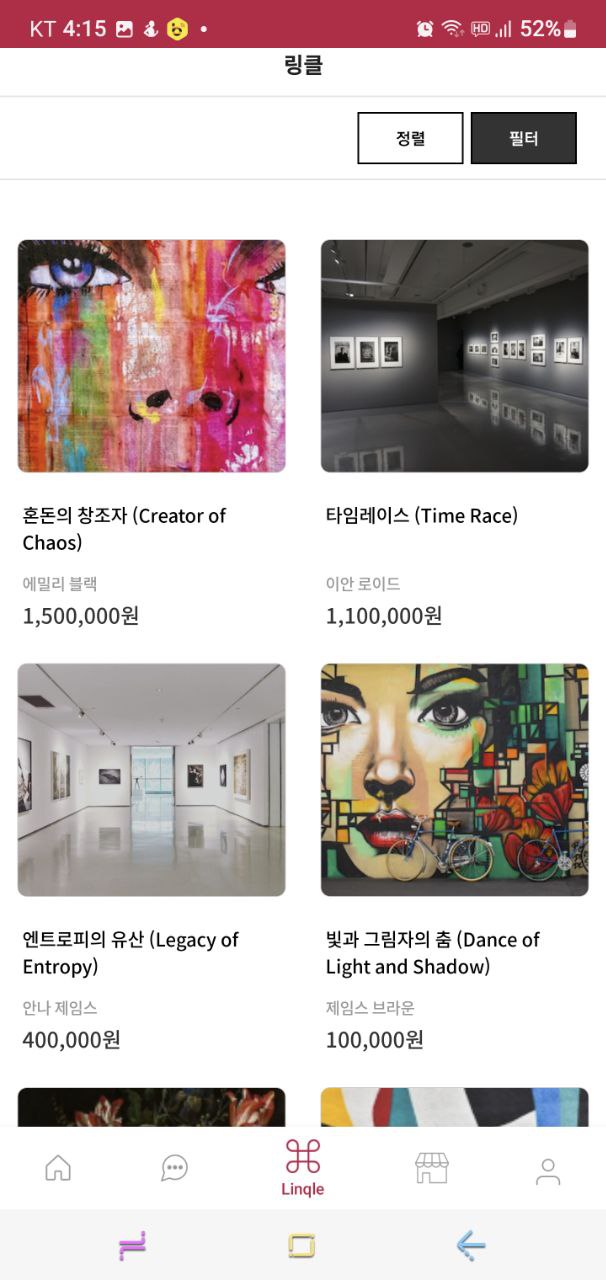 KT 4:15 HD 52%
링클
정렬 필터
혼돈의 창조자 (Creator of
Chaos)
에밀리 블랙
1,500,000원
타임레이스 (Time Race)
이안 로이드
1,100,000원
엔트로피의 유산 (Legacy of
Entropy)
안나 제임스
400,000원
빛과 그림자의 춤 (Dance of
Light and Shadow)
제임스 브라운
100,000원
Linqle